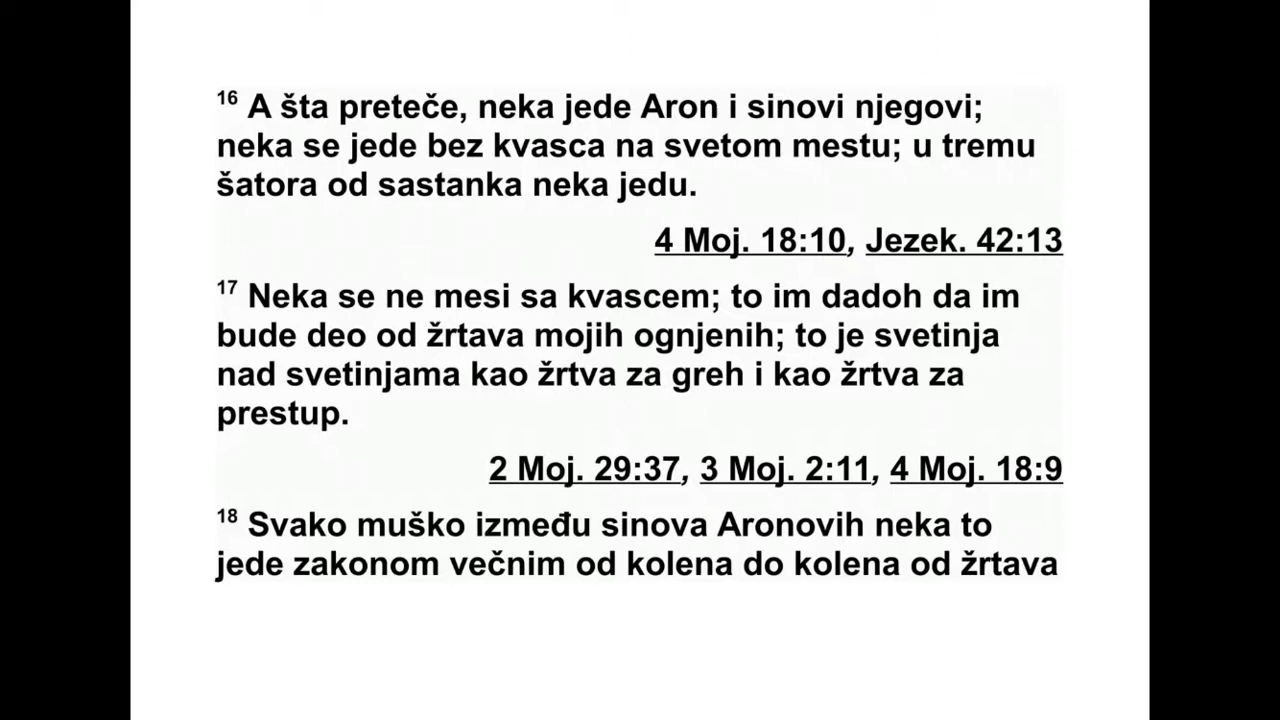 16 A šta preteče, neka jede Aron i sinovi njegovi;
neka se jede bez kvasca na svetom mestu; u tremu
šatora od sastanka neka jedu.
4 Moj. 18:10, Jezek. 42:13
17 Neka se ne mesi sa kvascem; to im dadoh da im
bude deo od žrtava mojih ognjenih; to je svetinja
nad svetinjama kao žrtva za greh i kao žrtva za
prestup.
2 Moj. 29:37, 3 Moj. 2:11, 4 Moj. 18:9
18 Svako muško između sinova Aronovih neka to
jede zakonom večnim od kolena do kolena od žrtava